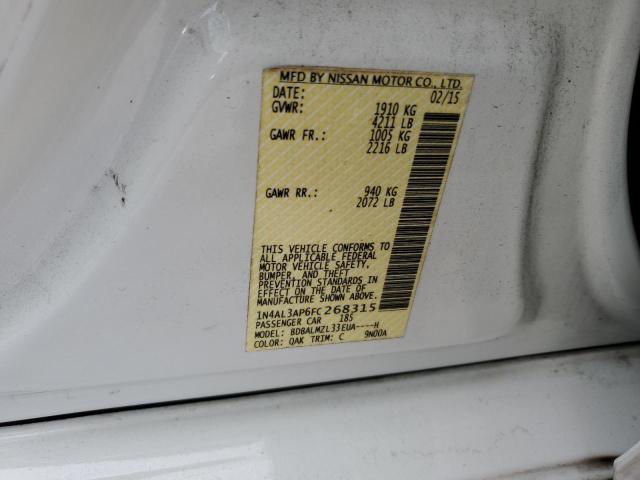 MFD BY NISSAN MOTOR CO., LTD.
DATE: 02/15
GVWR: 1910 KG
4211 LB
GAWR FR.: 1005 KG
2216 LB
GAWR RR.: 940 KG
2072 LB
THIS VEHICLE CONFORMS TO
ALL APPLICABLE FEDERAL
MOTOR VEHICLE SAFETY,
BUMPER, AND THEFT
PREVENTION STANDARDS IN
EFFECT ON THE DATE OF
MANUFACTURE SHOWN ABOVE.
1N4AL3AP6FC268315
PASSENGER CAR 185
MODEL: BDBALMZL33EUA----H
COLOR: QAK TRIM: C 9N00A